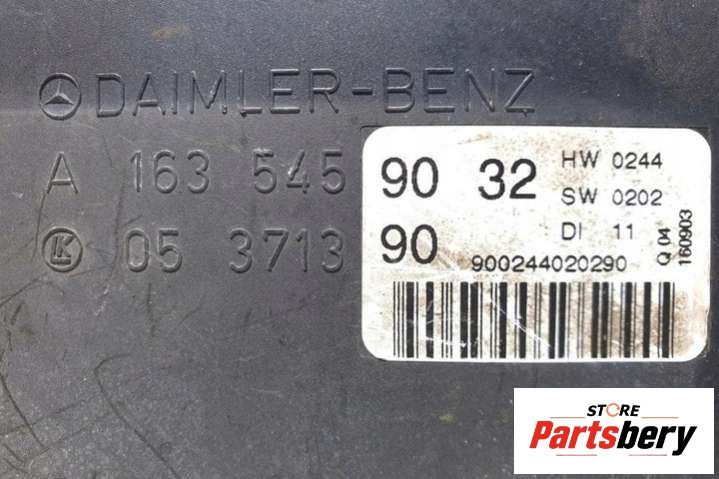 DAIMLER-BENZ
A 163 545 90 32
LK 05 3713 90
HW 0244
SW 0202
DI 11
900244020290
Q 04
160903
STORE
Partsbery